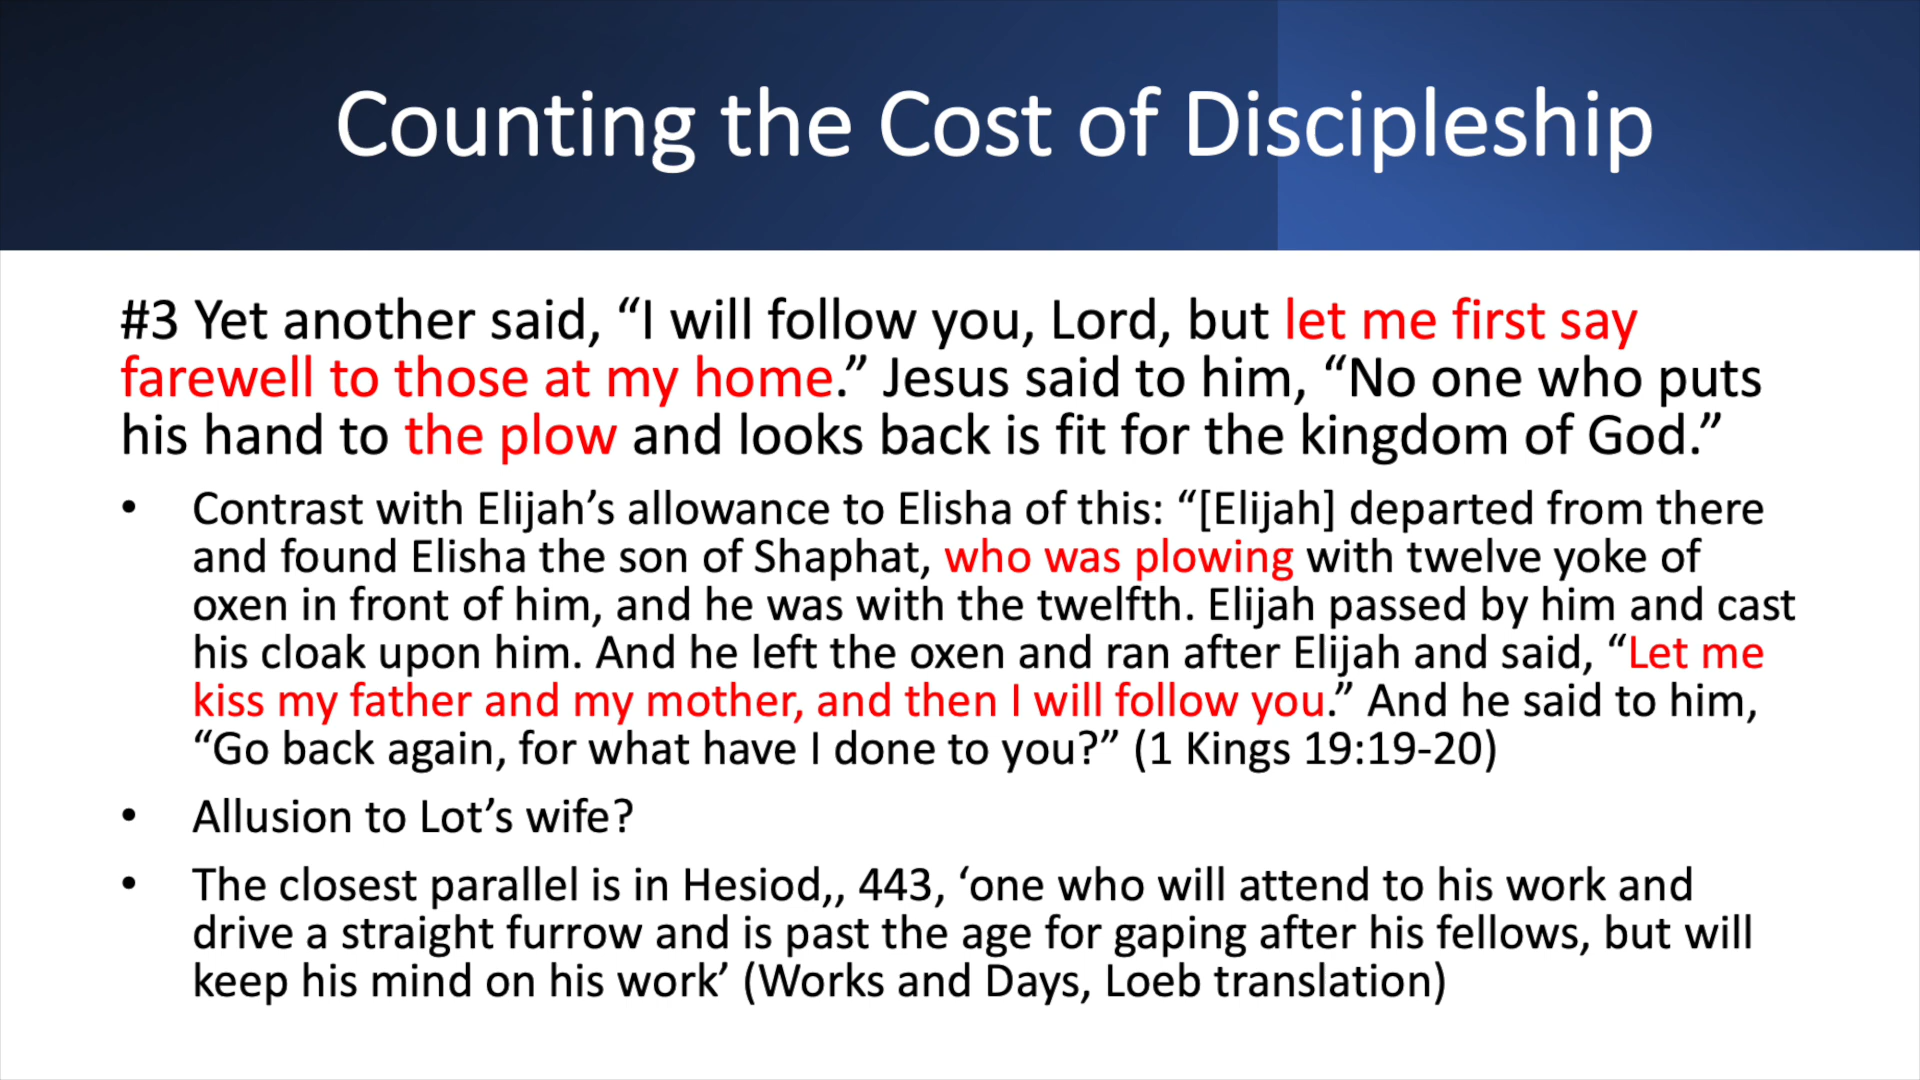 Counting the Cost of Discipleship
#3 Yet another said, “I will follow you, Lord, but let me first say
farewell to those at my home.” Jesus said to him, “No one who puts
his hand to the plow and looks back is fit for the kingdom of God.”
• Contrast with Elijah’s allowance to Elisha of this: “[Elijah] departed from there
and found Elisha the son of Shaphat, who was plowing with twelve yoke of
oxen in front of him, and he was with the twelfth. Elijah passed by him and cast
his cloak upon him. And he left the oxen and ran after Elijah and said, “Let me
kiss my father and my mother, and then I will follow you.” And he said to him,
“Go back again, for what have I done to you?” (1 Kings 19:19-20)
• Allusion to Lot’s wife?
• The closest parallel is in Hesiod,, 443, ‘one who will attend to his work and
drive a straight furrow and is past the age for gaping after his fellows, but will
keep his mind on his work’ (Works and Days, Loeb translation)